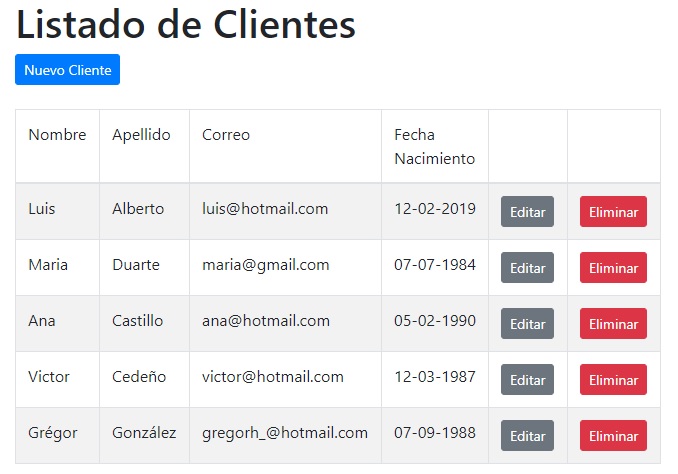 Listado de Clientes
Nuevo Cliente
Nombre Apellido Correo Fecha
Nacimiento
Luis Alberto luis@hotmail.com 12-02-2019 Editar Eliminar
Maria Duarte maria@gmail.com 07-07-1984 Editar Eliminar
Ana Castillo ana@hotmail.com 05-02-1990 Editar Eliminar
Victor Cedeño victor@hotmail.com 12-03-1987 Editar Eliminar
Grégor González gregorh_@hotmail.com 07-09-1988 Editar Eliminar